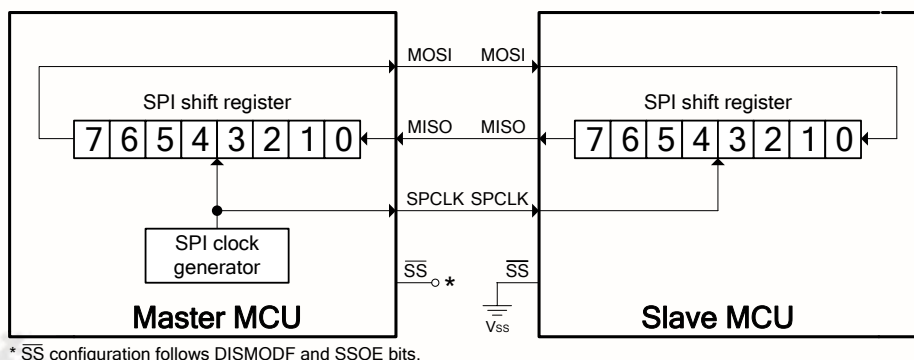 MOSI MOSI
SPI shift register SPI shift register
7 6 5 4 3 2 1 0 MISO MISO 7 6 5 4 3 2 1 0
SPCLK SPCLK
SPI clock
generator
SS * SS
Vss
Master MCU Slave MCU
* SS configuration follows DISMODF and SSOE bits.